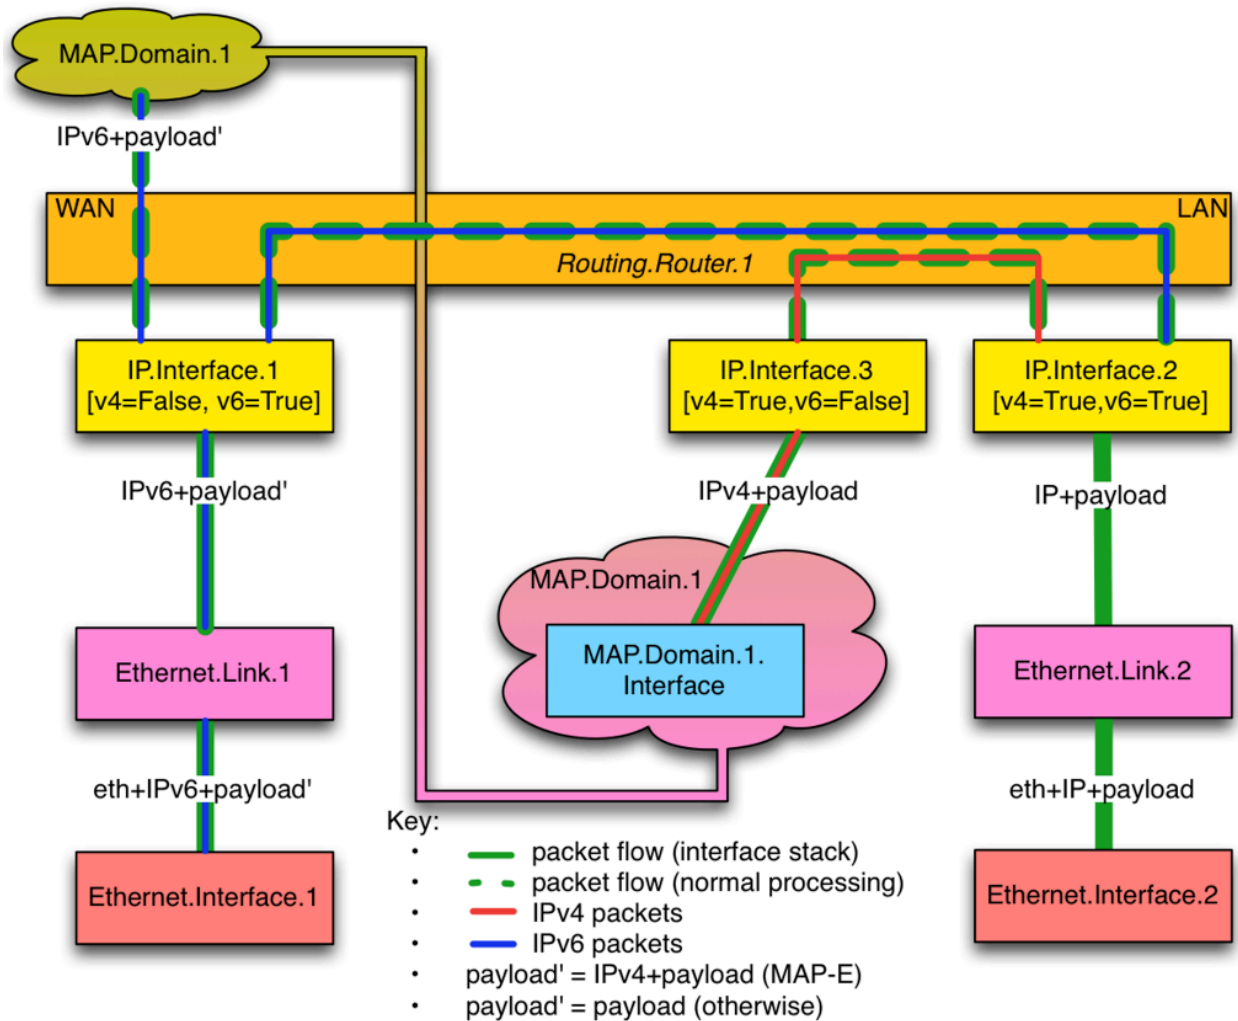 MAP.Domain.1
IPv6+payload'
WAN
LAN
Routing.Router.1
IP.Interface.1
[v4=False, v6=True]
IP.Interface.3
[v4=True,v6=False]
IP.Interface.2
[v4=True,v6=True]
IPv6+payload'
IPv4+payload
IP+payload
MAP.Domain.1
MAP.Domain.1.
Interface
Ethernet.Link.1
Ethernet.Link.2
eth+IPv6+payload'
eth+IP+payload
Ethernet.Interface.1
Ethernet.Interface.2
Key:
• packet flow (interface stack)
• packet flow (normal processing)
• IPv4 packets
• IPv6 packets
• payload' = IPv4+payload (MAP-E)
• payload' = payload (otherwise)